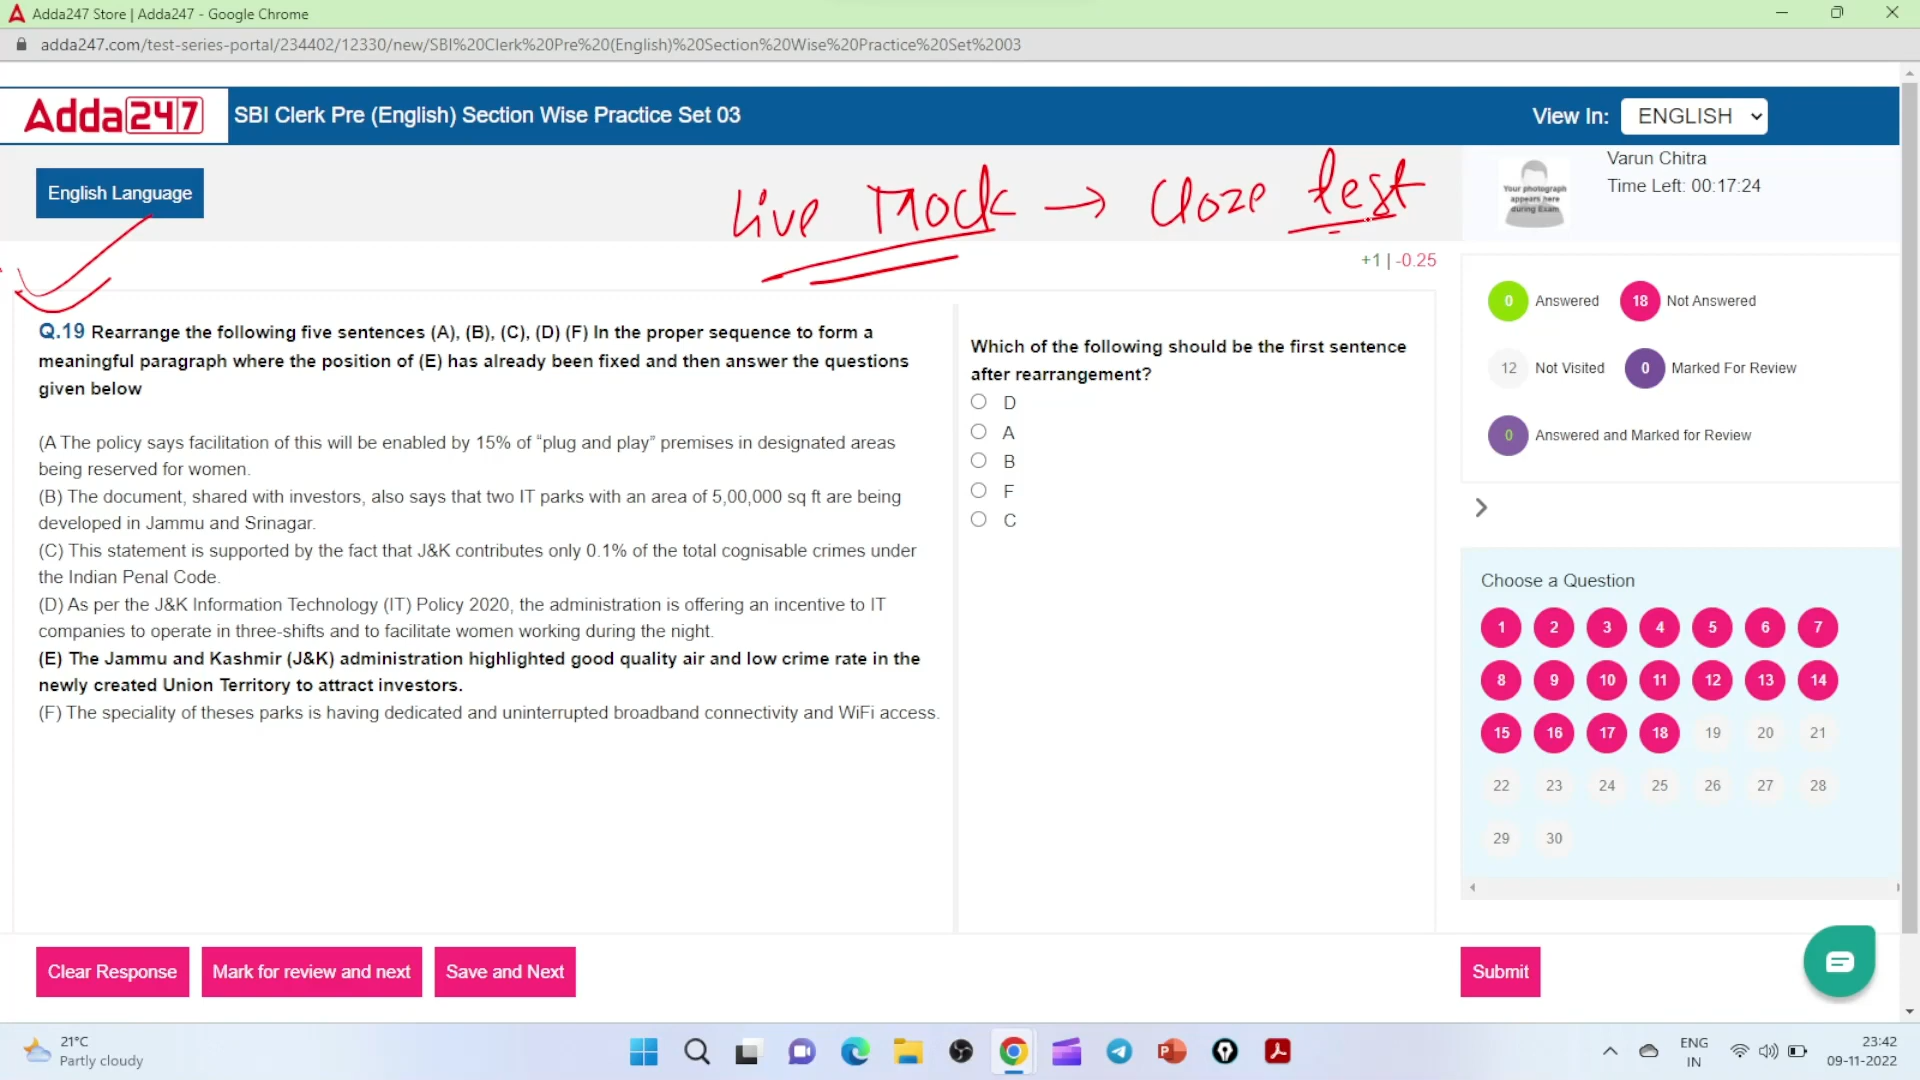 Adda247 Store | Adda247 - Google Chrome
adda247.com/test-series-portal/234402/12330/new/SBI%20Clerk%20Pre%20(English)%20Section%20Wise%20Practice%20Set%2003
Adda247
SBI Clerk Pre (English) Section Wise Practice Set 03
View In: ENGLISH
English Language
Live Mock → Cloze test
Your photograph
appears here
during Exam
Varun Chitra
Time Left: 00:17:24
+1 | -0.25
Q.19 Rearrange the following five sentences (A), (B), (C), (D) (F) In the proper sequence to form a
meaningful paragraph where the position of (E) has already been fixed and then answer the questions
given below
(A The policy says facilitation of this will be enabled by 15% of “plug and play” premises in designated areas
being reserved for women.
(B) The document, shared with investors, also says that two IT parks with an area of 5,00,000 sq ft are being
developed in Jammu and Srinagar.
(C) This statement is supported by the fact that J&K contributes only 0.1% of the total cognisable crimes under
the Indian Penal Code.
(D) As per the J&K Information Technology (IT) Policy 2020, the administration is offering an incentive to IT
companies to operate in three-shifts and to facilitate women working during the night.
(E) The Jammu and Kashmir (J&K) administration highlighted good quality air and low crime rate in the
newly created Union Territory to attract investors.
(F) The speciality of theses parks is having dedicated and uninterrupted broadband connectivity and WiFi access.
Which of the following should be the first sentence
after rearrangement?
D
A
B
F
C
0 Answered 18 Not Answered
12 Not Visited 0 Marked For Review
0 Answered and Marked for Review
Choose a Question
1 2 3 4 5 6 7
8 9 10 11 12 13 14
15 16 17 18 19 20 21
22 23 24 25 26 27 28
29 30
Clear Response
Mark for review and next
Save and Next
Submit
21°C
Partly cloudy
ENG
IN
23:42
09-11-2022